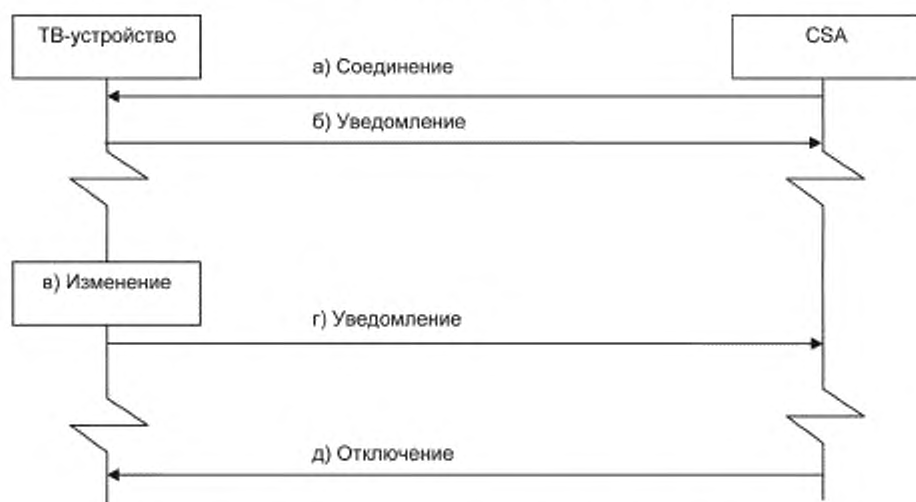 ТВ-устройство
CSA
а) Соединение
б) Уведомление
в) Изменение
г) Уведомление
д) Отключение